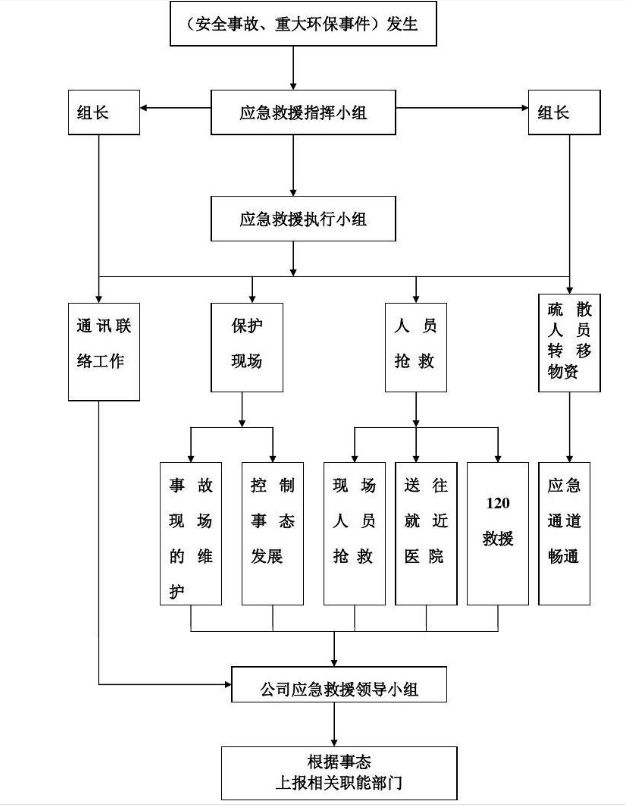 （安全事故、重大环保事件）发生
组长
应急救援指挥小组
组长
应急救援执行小组
通讯联
络工作
保护
现场
人员
抢救
疏散
人员
转移
物资
事故
现场
的维
护
控制
事态
发展
现场
人员
抢救
送往
就近
医院
120
救援
应急
通道
畅通
公司应急救援领导小组
根据事态
上报相关职能部门